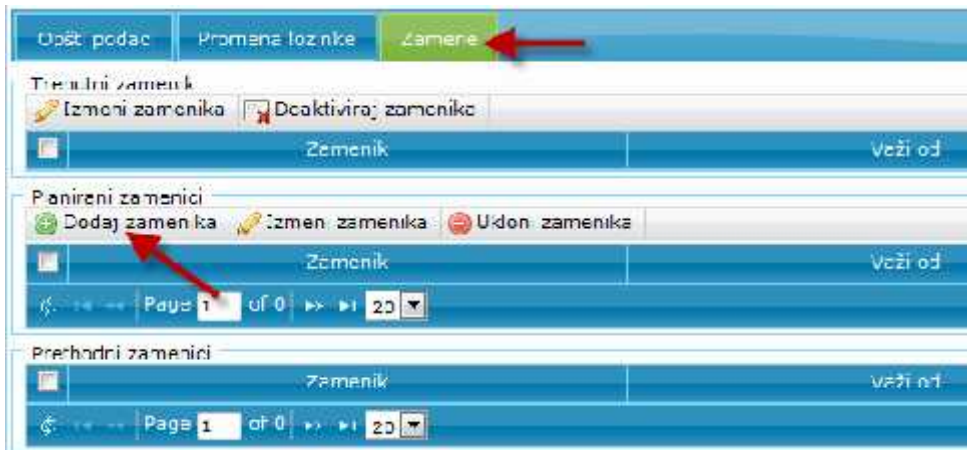 Opšti podaci Promena lozinke Zamene
Trenutni zamenik
Izmeni zamenika Deaktiviraj zamenika
Zamenik Važi od
Planirani zamenici
Dodaj zamenika Izmeni zamenika Ukloni zamenika
Zamenik Važi od
Page 1 of 0 20
Prethodni zamenici
Zamenik Važi od
Page 1 of 0 20